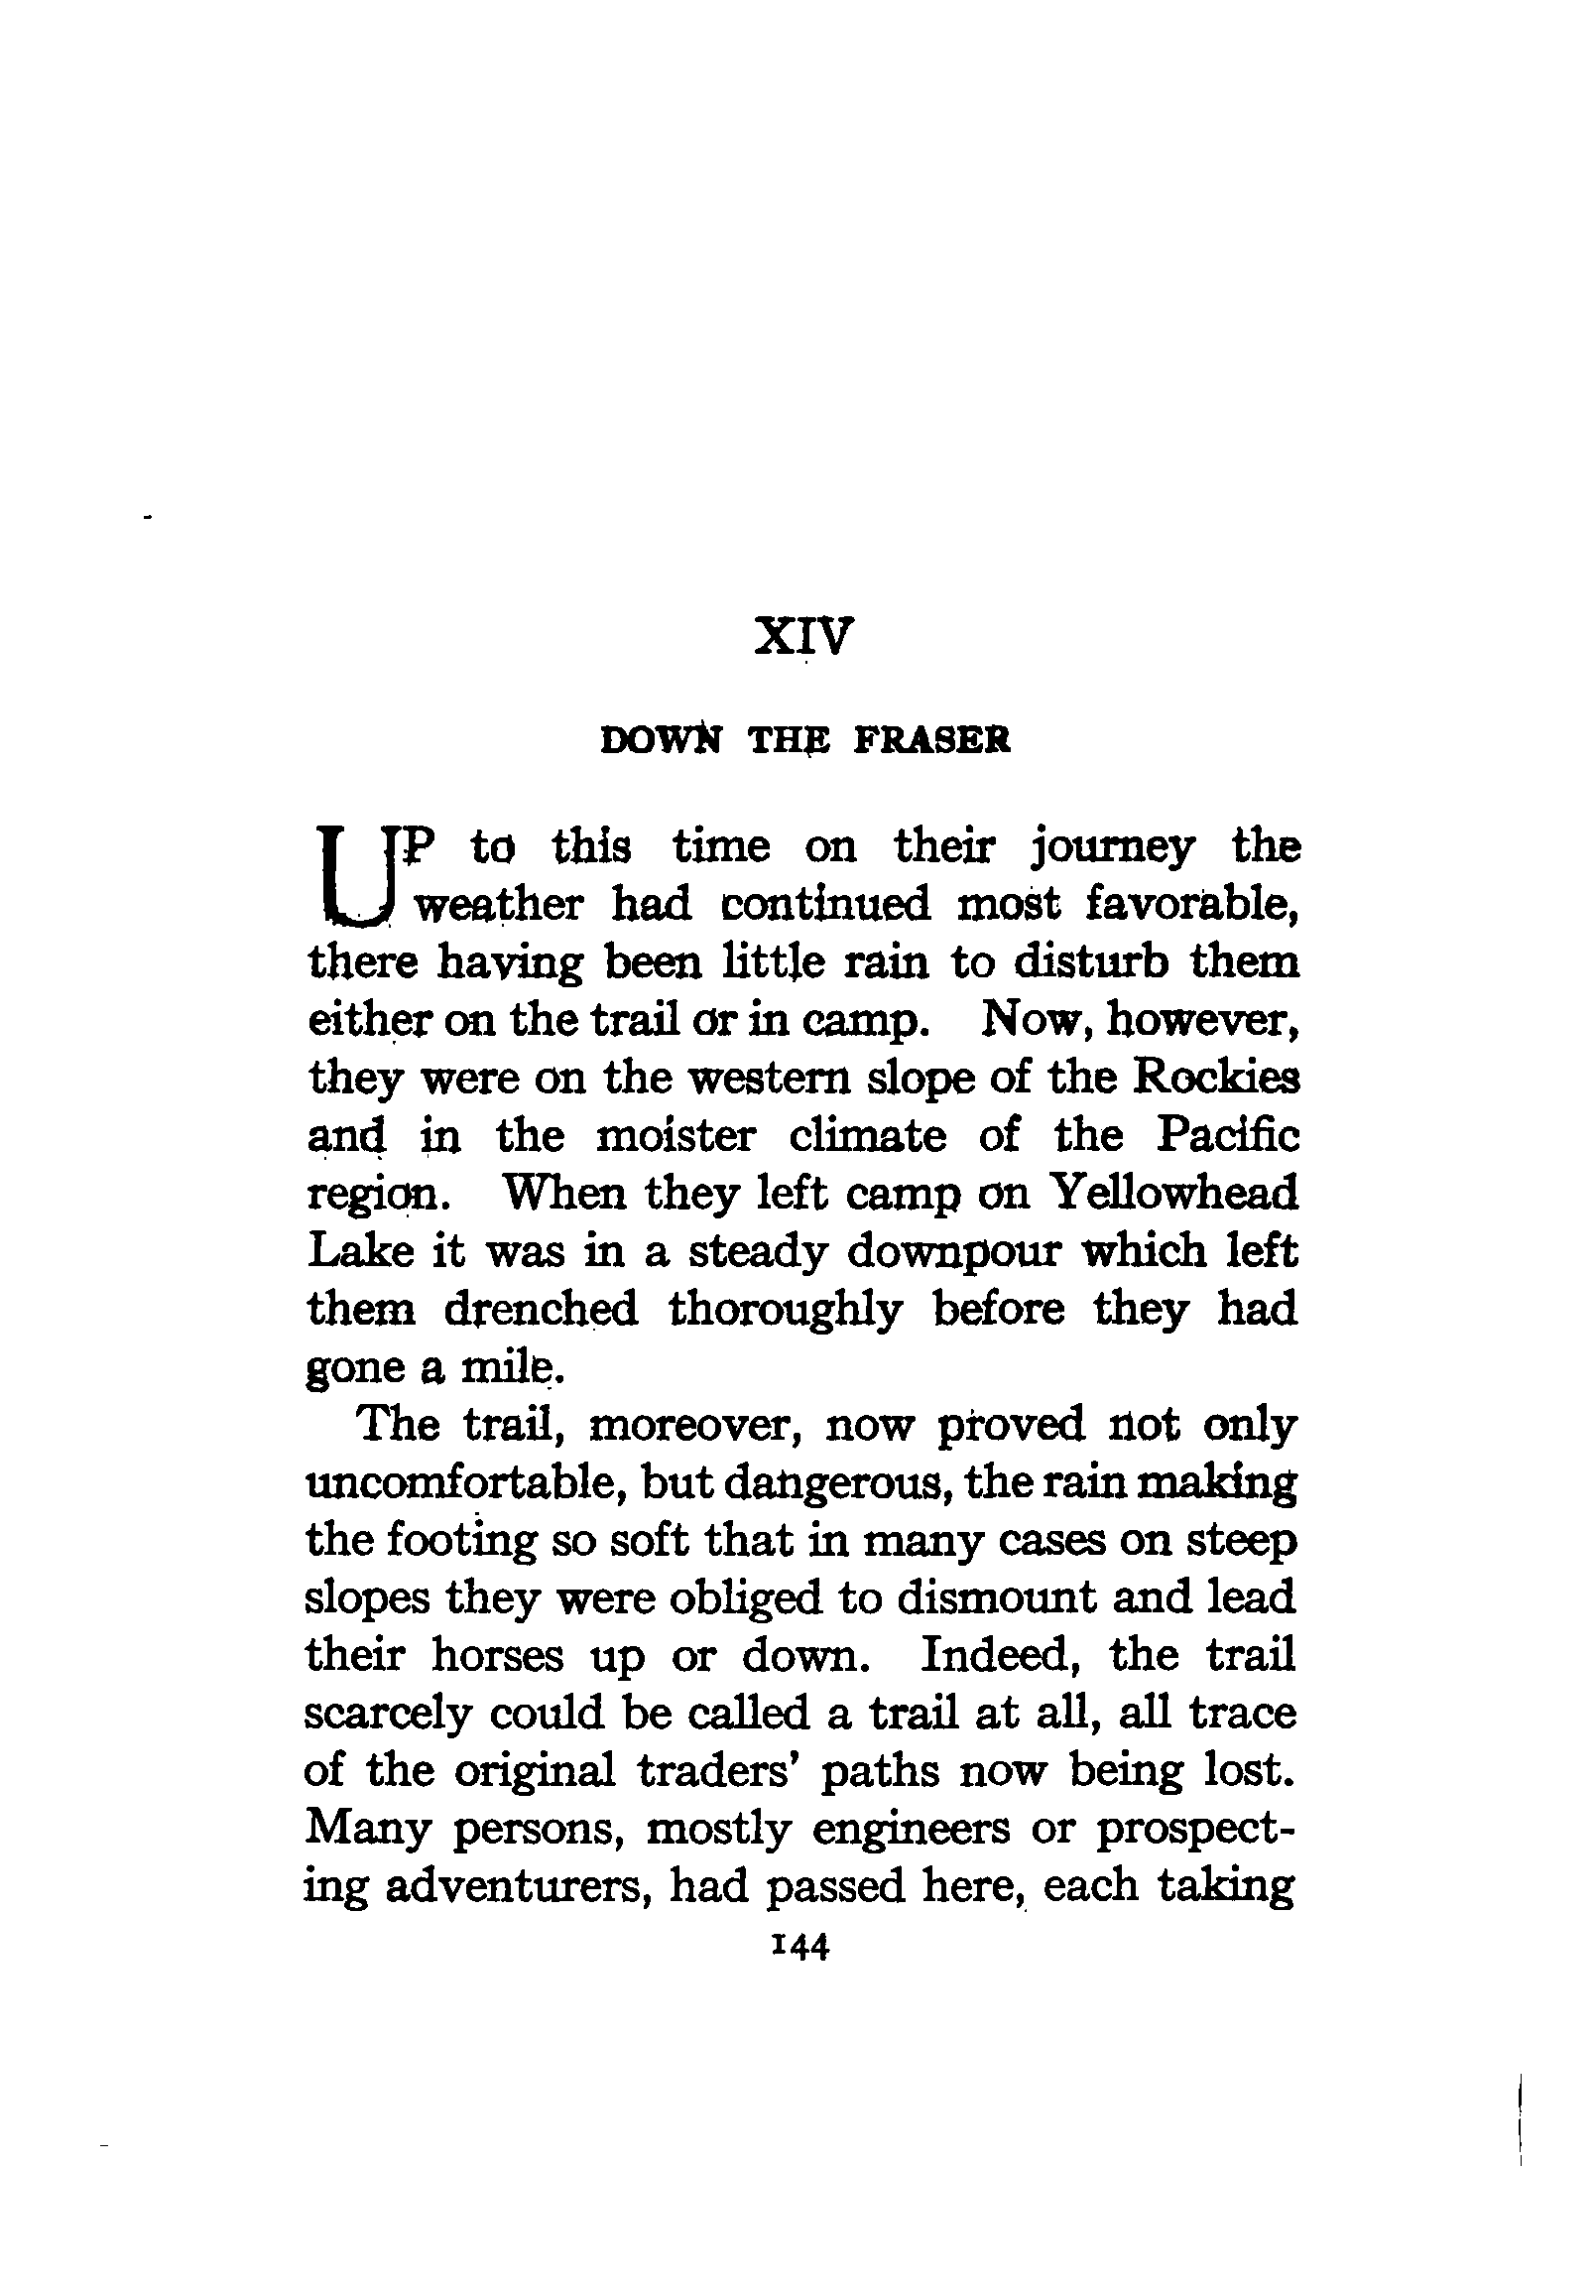 XIV
DOWN THE FRASER
UP to this time on their journey the
weather had continued most favorable,
there having been little rain to disturb them
either on the trail or in camp. Now, however,
they were on the western slope of the Rockies
and in the moister climate of the Pacific
region. When they left camp on Yellowhead
Lake it was in a steady downpour which left
them drenched thoroughly before they had
gone a mile.
The trail, moreover, now proved not only
uncomfortable, but dangerous, the rain making
the footing so soft that in many cases on steep
slopes they were obliged to dismount and lead
their horses up or down. Indeed, the trail
scarcely could be called a trail at all, all trace
of the original traders' paths now being lost.
Many persons, mostly engineers or prospect-
ing adventurers, had passed here, each taking
144